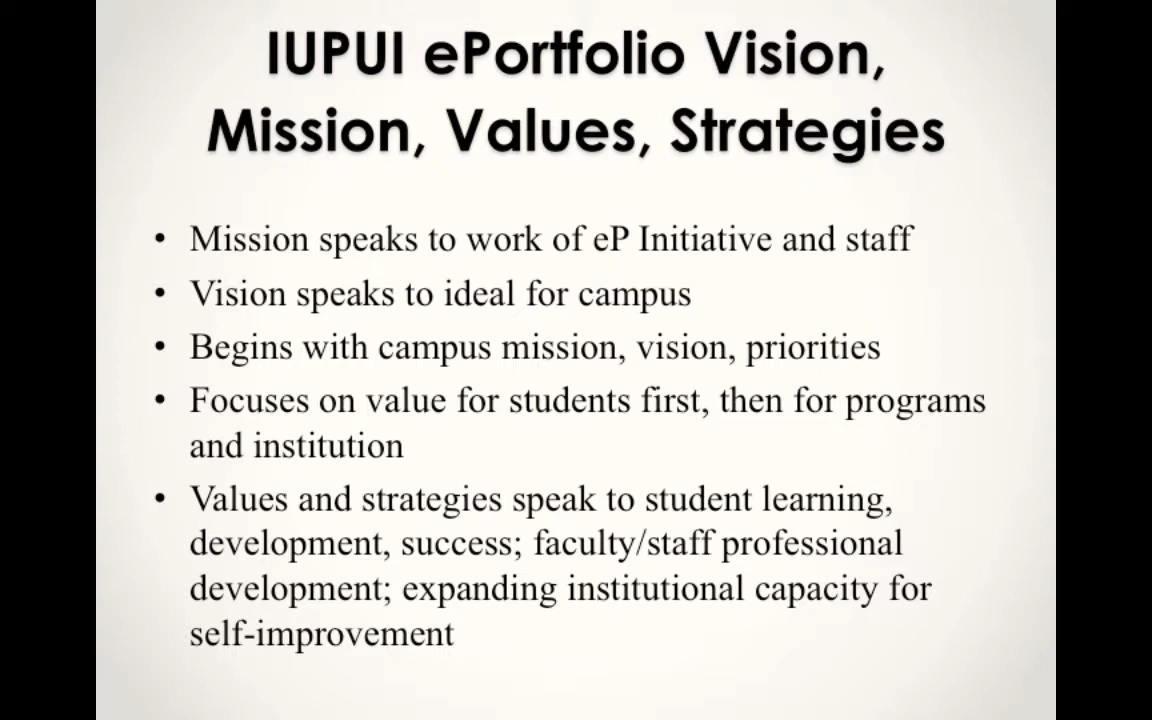 IUPUI ePortfolio Vision,
Mission, Values, Strategies
• Mission speaks to work of eP Initiative and staff
• Vision speaks to ideal for campus
• Begins with campus mission, vision, priorities
• Focuses on value for students first, then for programs
and institution
• Values and strategies speak to student learning,
development, success; faculty/staff professional
development; expanding institutional capacity for
self-improvement